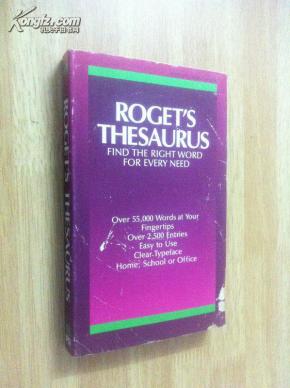 ROGET'S
THESAURUS
FIND THE RIGHT WORD
FOR EVERY NEED
Over 55,000 Words at Your
Fingertips
Over 2,500 Entries
Easy to Use
Clear Typeface
Home, School or Office
ROGET'S THESAURUS